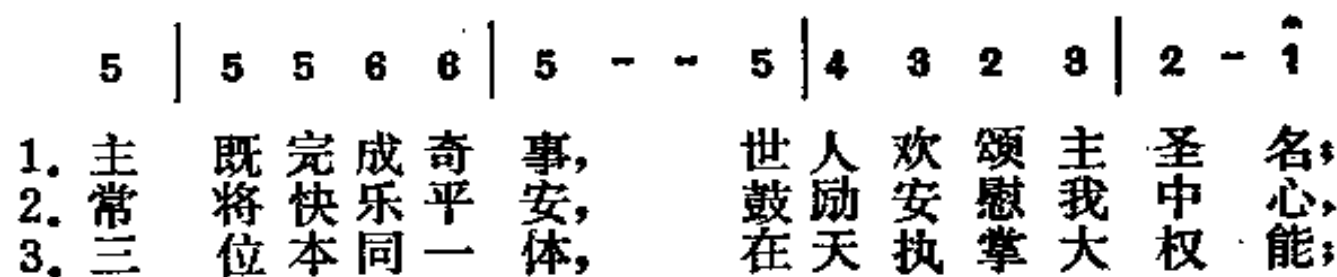 5 | 5 5 6 6 | 5 - - 5 | 4 3 2 3 | 2 - 1
1. 主 既完成奇 事， 世人欢颂主 圣 名；
2. 常 将快乐平 安， 鼓励安慰我 中 心，
3. 三 位本同一 体， 在天执掌大 权 能；